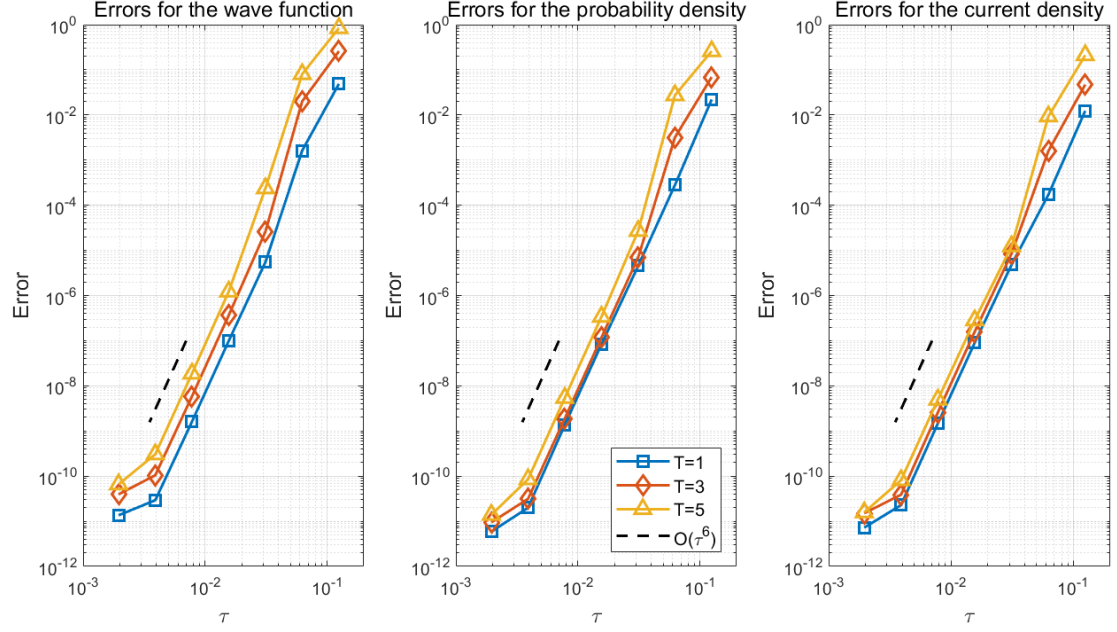 Errors for the wave function
Errors for the probability density
Errors for the current density
10^0
10^-2
10^-4
10^-6
10^-8
10^-10
10^-12
Error
10^-3
10^-2
10^-1
τ
10^0
10^-2
10^-4
10^-6
10^-8
10^-10
10^-12
Error
10^-3
10^-2
10^-1
τ
T=1
T=3
T=5
O(τ^6)
10^0
10^-2
10^-4
10^-6
10^-8
10^-10
10^-12
Error
10^-3
10^-2
10^-1
τ